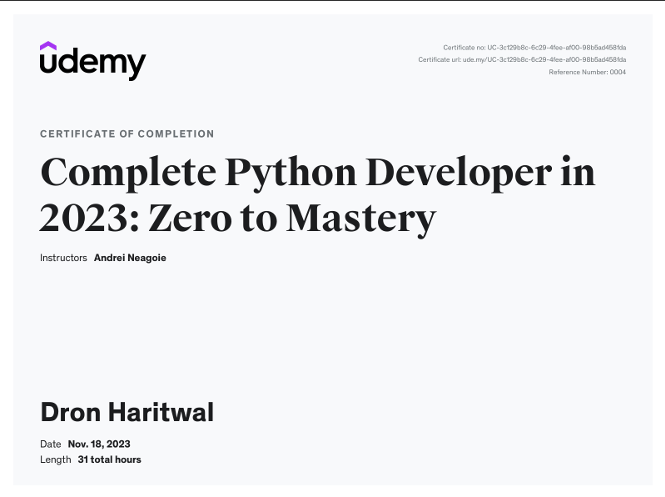 udemy
Certificate no: UC-3c129b8c-6c29-4fee-af00-98b5ad458fda
Certificate url: ude.my/UC-3c129b8c-6c29-4fee-af00-98b5ad458fda
Reference Number: 0004
CERTIFICATE OF COMPLETION
Complete Python Developer in
2023: Zero to Mastery
Instructors Andrei Neagoie
Dron Haritwal
Date Nov. 18, 2023
Length 31 total hours